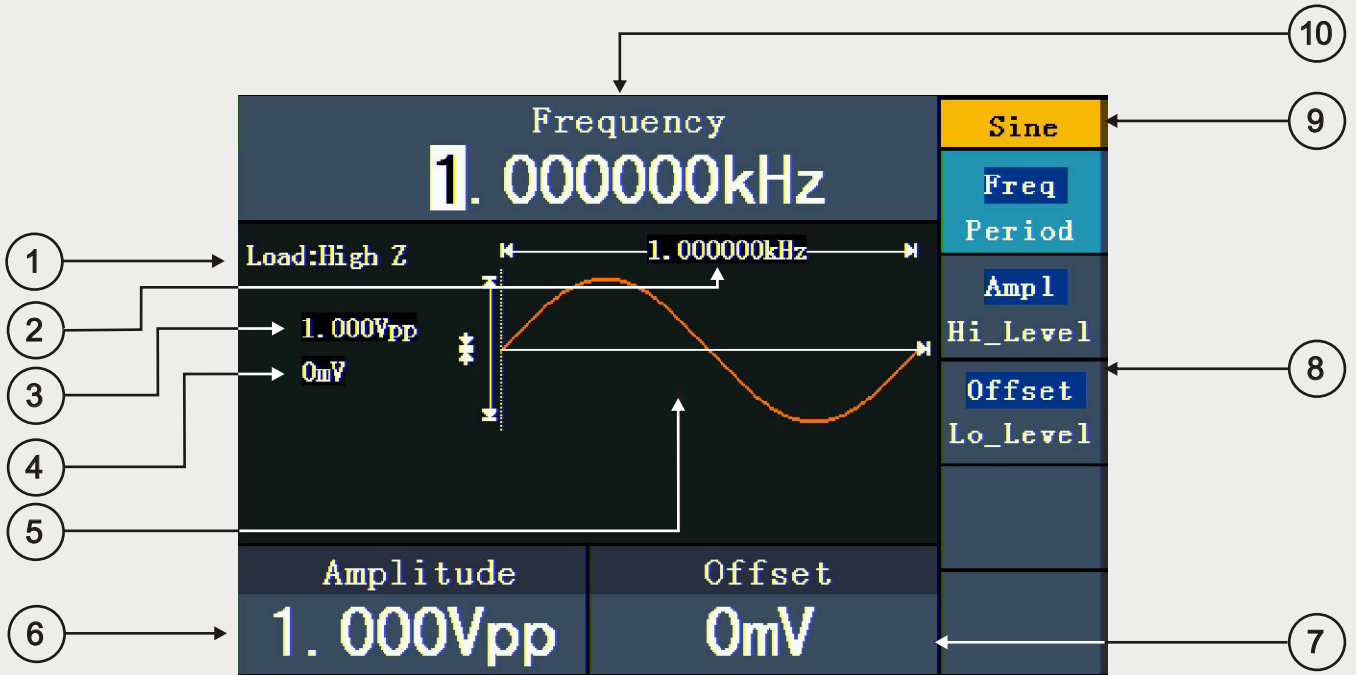 10
Frequency
1.000000kHz
Sine
9
Freq
Period
1
Load:High Z
1.000000kHz
2
1.000Vpp
Ampl
Hi_Level
3
0mV
8
Offset
Lo_Level
4
5
Amplitude
Offset
6
1.000Vpp
0mV
7